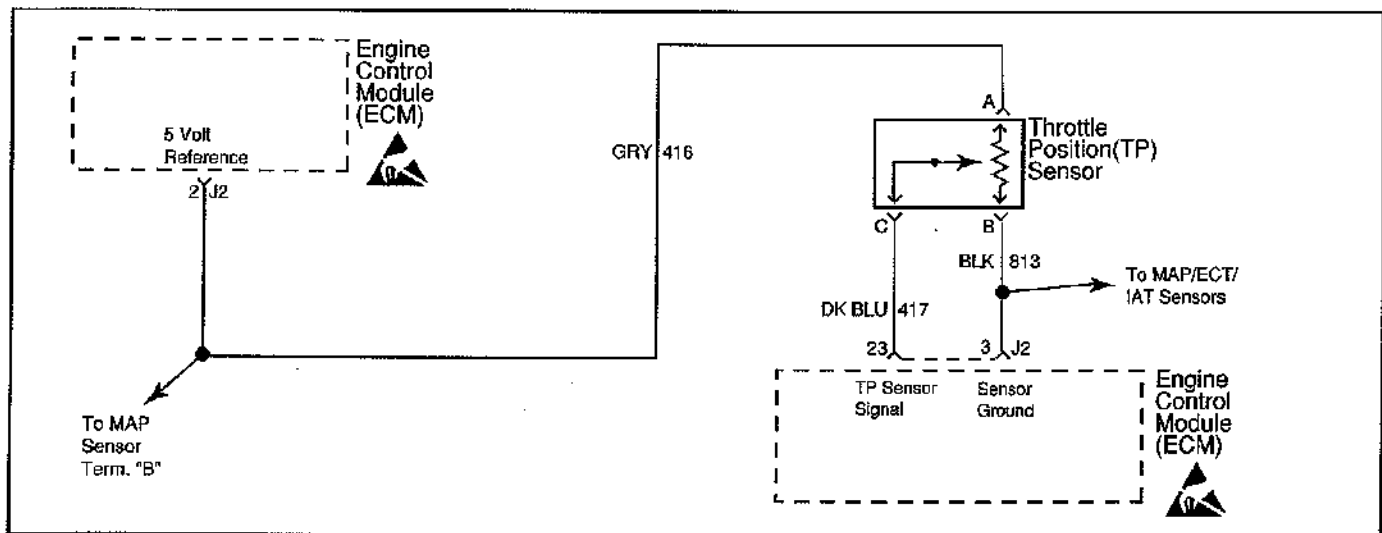 Engine
Control
Module
(ECM)
5 Volt
Reference
2 J2
To MAP
Sensor
Term. "B"
GRY 416
A
Throttle
Position(TP)
Sensor
C B
BLK 813
To MAP/ECT/
IAT Sensors
DK BLU 417
23 3 J2
TP Sensor
Signal
Sensor
Ground
Engine
Control
Module
(ECM)